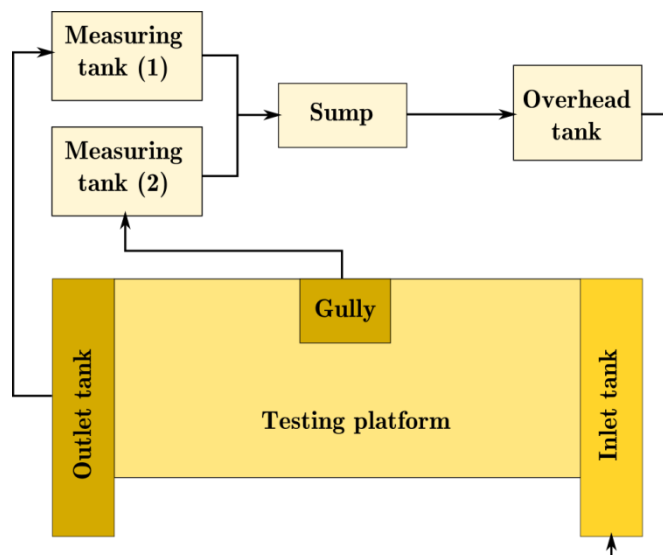 Measuring
tank (1)
Measuring
tank (2)
Sump
Overhead
tank
Gully
Testing platform
Outlet tank
Inlet tank